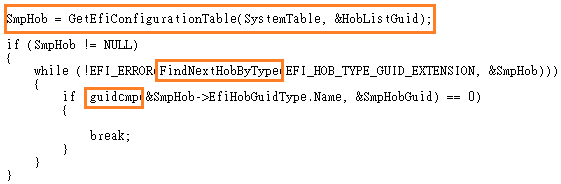 SmpHob = GetEfiConfigurationTable(SystemTable, &HobListGuid);
if (SmpHob != NULL)
{
while (!EFI_ERROR(FindNextHobByType(EFI_HOB_TYPE_GUID_EXTENSION, &SmpHob)))
{
if (guidcmp(&SmpHob->EfiHobGuidType.Name, &SmpHobGuid) == 0)
{
break;
}
}
}